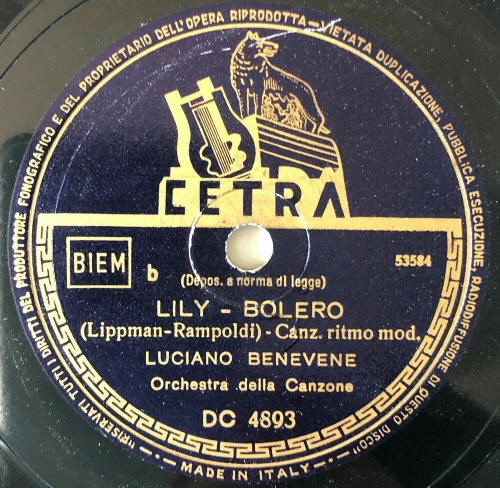 "RISERVATI TUTTI I DIRITTI DEL PRODUTTORE FONOGRAFICO E DEL PROPRIETARIO DELL'OPERA RIPRODOTTA - VIETATA DUPLICAZIONE, PUBBLICA ESECUZIONE, RADIODIFFUSIONE DI QUESTO DISCO"
CETRA
BIEM
b
53584
(Depos. a norma di legge)
LILY - BOLERO
(Lippman-Rampoldi) - Canz. ritmo mod.
LUCIANO BENEVENE
Orchestra della Canzone
DC 4893
MADE IN ITALY